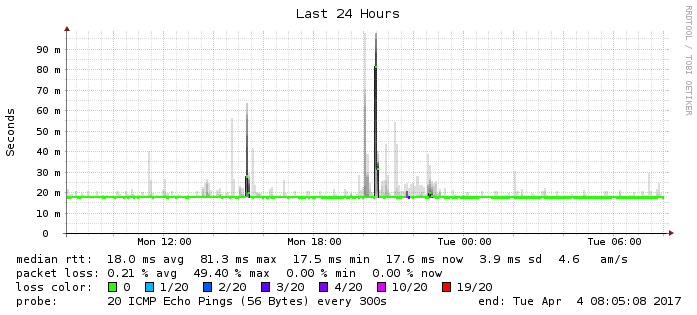 Last 24 Hours
RRDTOOL / TOBI OETIKER
Seconds
90 m
80 m
70 m
60 m
50 m
40 m
30 m
20 m
10 m
0
Mon 12:00 Mon 18:00 Tue 00:00 Tue 06:00
median rtt: 18.0 ms avg 81.3 ms max 17.5 ms min 17.6 ms now 3.9 ms sd 4.6 am/s
packet loss: 0.21 % avg 49.40 % max 0.00 % min 0.00 % now
loss color: 0 1/20 2/20 3/20 4/20 10/20 19/20
probe: 20 ICMP Echo Pings (56 Bytes) every 300s end: Tue Apr 4 08:05:08 2017